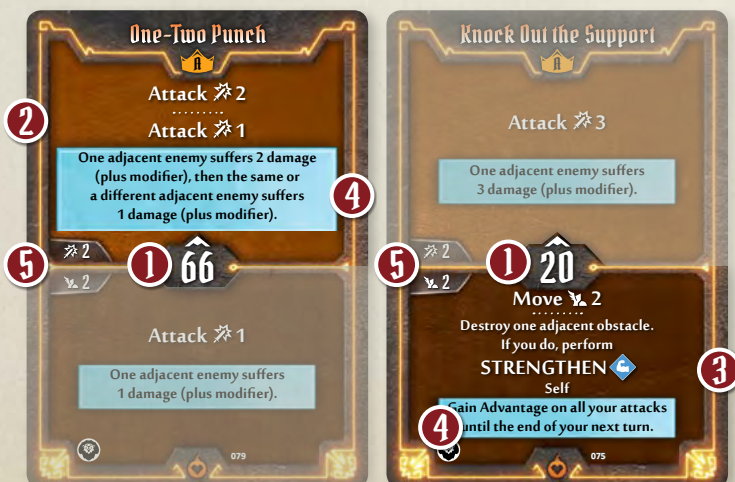 One-Two Punch
A
Attack 2
Attack 1
One adjacent enemy suffers 2 damage
(plus modifier), then the same or
a different adjacent enemy suffers
1 damage (plus modifier).
2
4
5
2
2
1
66
Attack 1
One adjacent enemy suffers
1 damage (plus modifier).
079
Knock Out the Support
A
Attack 3
One adjacent enemy suffers
3 damage (plus modifier).
5
2
2
1
20
Move 2
Destroy one adjacent obstacle.
If you do, perform
STRENGTHEN
Self
Gain Advantage on all your attacks
until the end of your next turn.
3
4
075